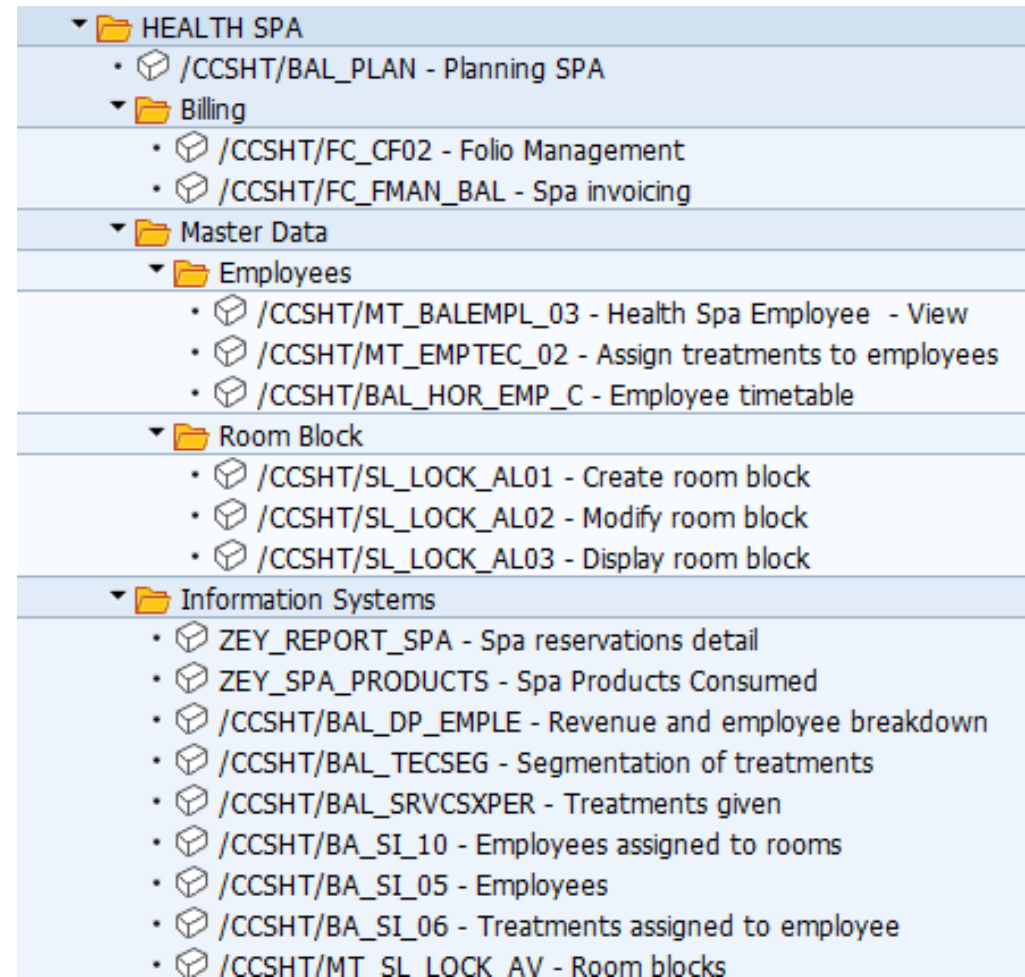 HEALTH SPA
/CCSHT/BAL_PLAN - Planning SPA
Billing
/CCSHT/FC_CF02 - Folio Management
/CCSHT/FC_FMAN_BAL - Spa invoicing
Master Data
Employees
/CCSHT/MT_BALEMPL_03 - Health Spa Employee  - View
/CCSHT/MT_EMPTEC_02 - Assign treatments to employees
/CCSHT/BAL_HOR_EMP_C - Employee timetable
Room Block
/CCSHT/SL_LOCK_AL01 - Create room block
/CCSHT/SL_LOCK_AL02 - Modify room block
/CCSHT/SL_LOCK_AL03 - Display room block
Information Systems
ZEY_REPORT_SPA - Spa reservations detail
ZEY_SPA_PRODUCTS - Spa Products Consumed
/CCSHT/BAL_DP_EMPLE - Revenue and employee breakdown
/CCSHT/BAL_TECSEG - Segmentation of treatments
/CCSHT/BAL_SRVCSXPER - Treatments given
/CCSHT/BA_SI_10 - Employees assigned to rooms
/CCSHT/BA_SI_05 - Employees
/CCSHT/BA_SI_06 - Treatments assigned to employee
/CCSHT/MT_SL_LOCK_AV - Room blocks